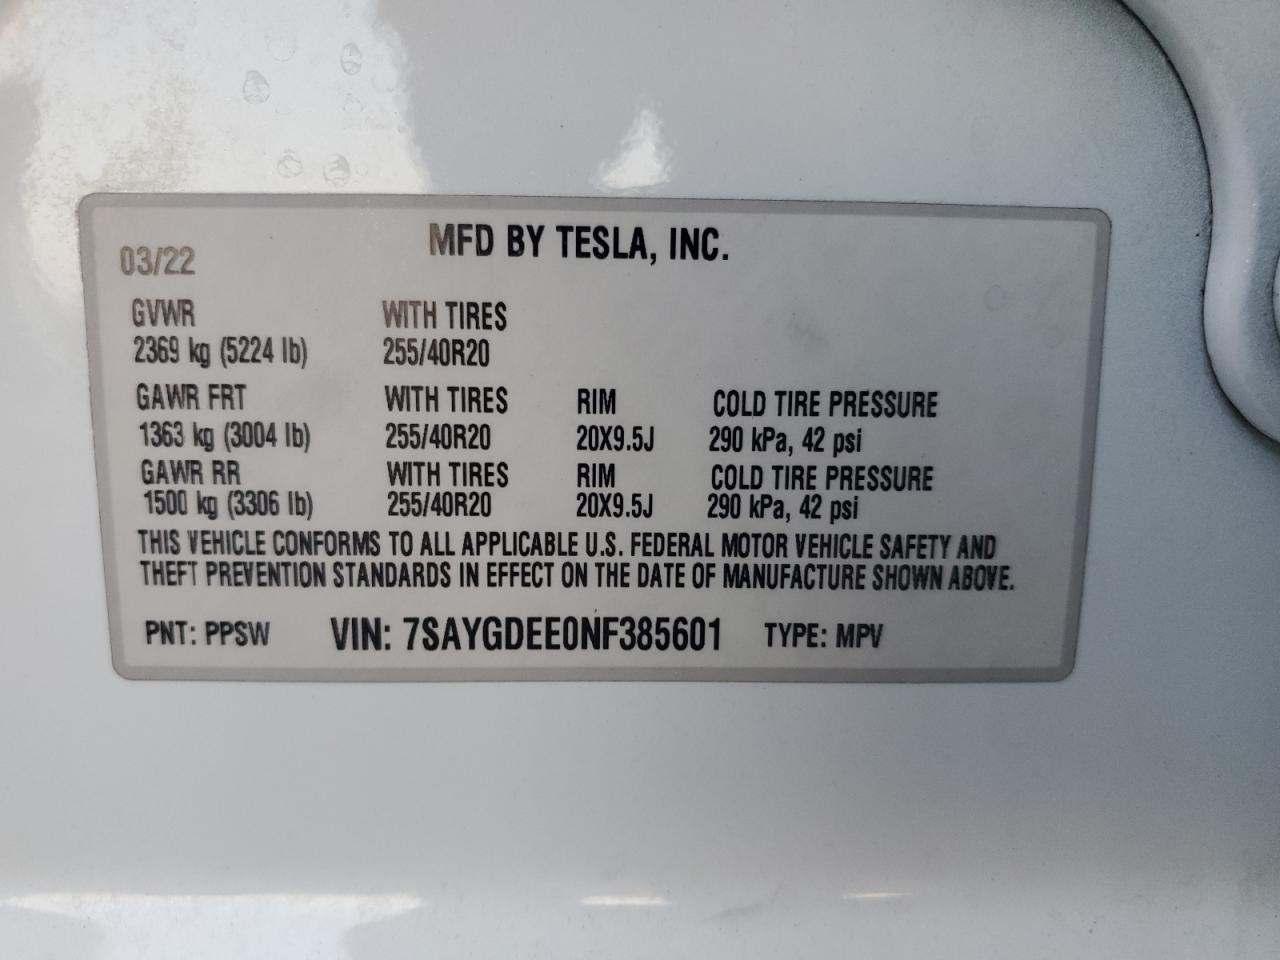 MFD BY TESLA, INC.
03/22
GVWR WITH TIRES
2369 kg (5224 lb) 255/40R20
GAWR FRT WITH TIRES RIM COLD TIRE PRESSURE
1363 kg (3004 lb) 255/40R20 20X9.5J 290 kPa, 42 psi
GAWR RR WITH TIRES RIM COLD TIRE PRESSURE
1500 kg (3306 lb) 255/40R20 20X9.5J 290 kPa, 42 psi
THIS VEHICLE CONFORMS TO ALL APPLICABLE U.S. FEDERAL MOTOR VEHICLE SAFETY AND
THEFT PREVENTION STANDARDS IN EFFECT ON THE DATE OF MANUFACTURE SHOWN ABOVE.
PNT: PPSW VIN: 7SAYGDEE0NF385601 TYPE: MPV